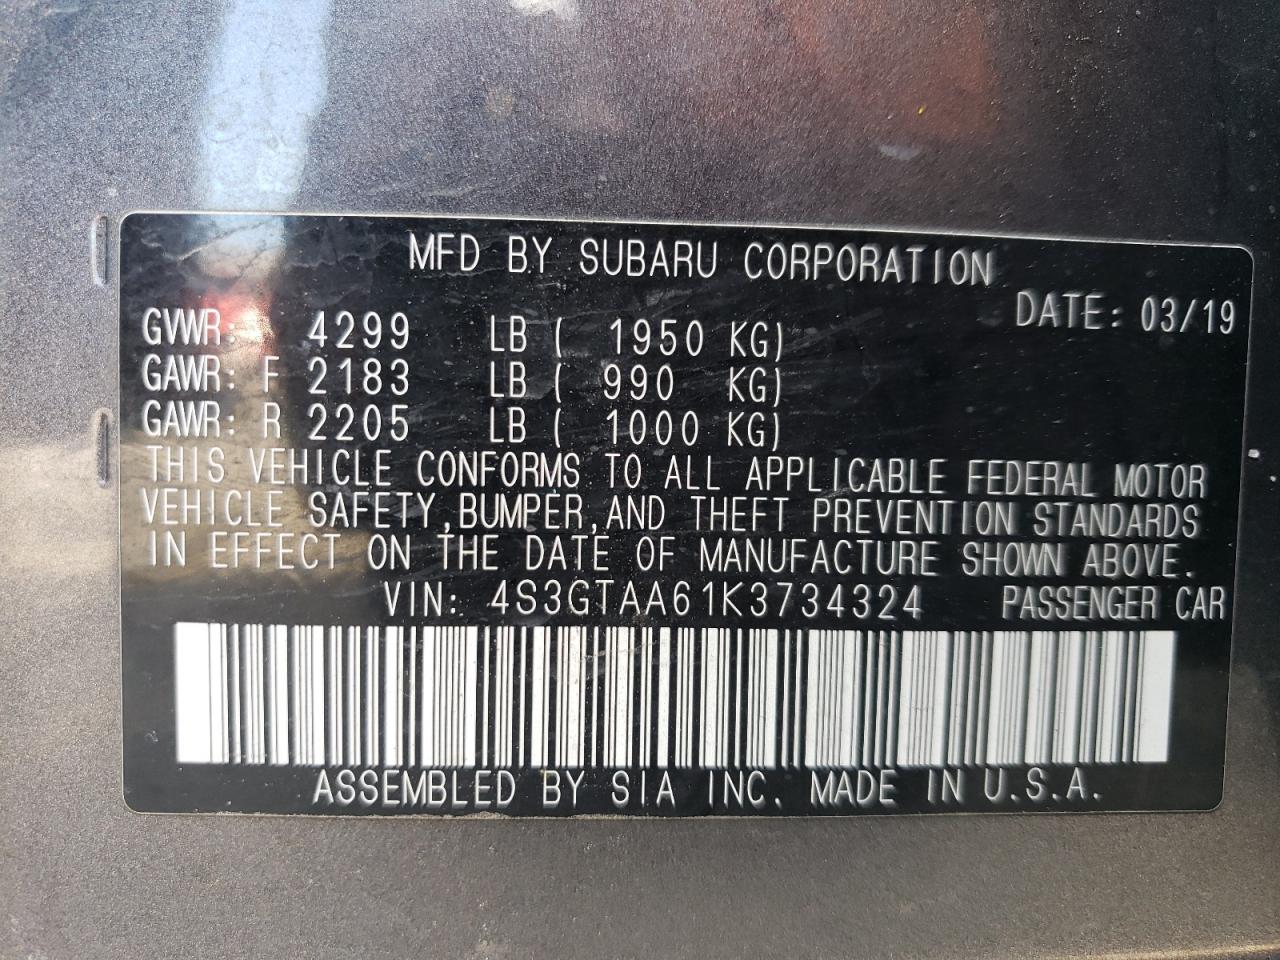 MFD BY SUBARU CORPORATION
DATE: 03/19
GVWR: 4299 LB ( 1950 KG)
GAWR: F 2183 LB ( 990 KG)
GAWR: R 2205 LB ( 1000 KG)
THIS VEHICLE CONFORMS TO ALL APPLICABLE FEDERAL MOTOR
VEHICLE SAFETY,BUMPER,AND THEFT PREVENTION STANDARDS
IN EFFECT ON THE DATE OF MANUFACTURE SHOWN ABOVE.
VIN: 4S3GTAA61K3734324 PASSENGER CAR
ASSEMBLED BY SIA INC. MADE IN U.S.A.